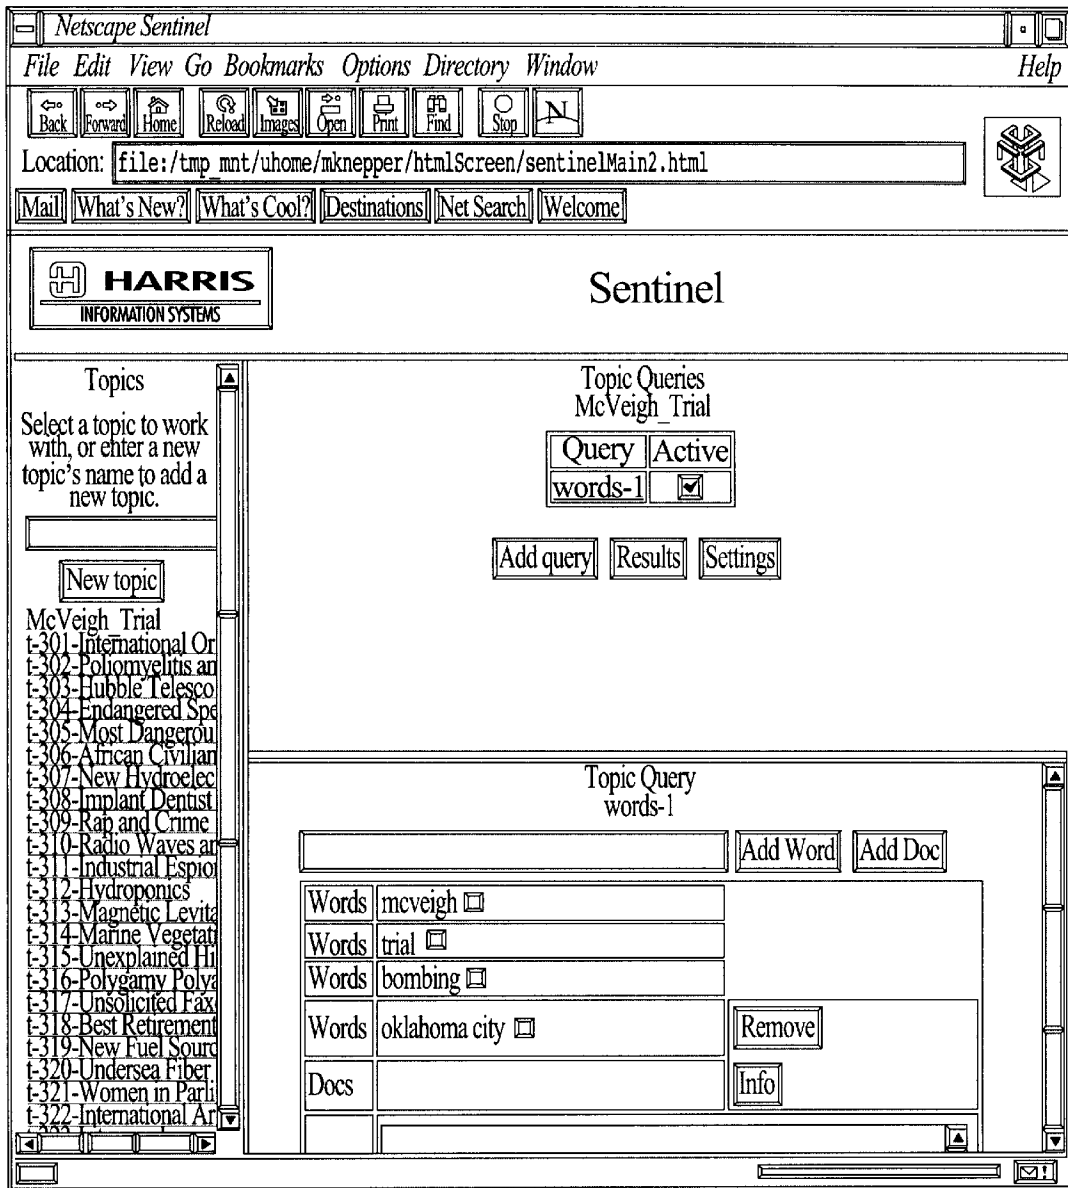 Netscape Sentinel
File Edit View Go Bookmarks Options Directory Window Help
Back Forward Home Reload Images Open Print Find Stop N
Location: file:/tmp_mnt/uhome/mknepper/htmlScreen/sentinelMain2.html
Mail What's New? What's Cool? Destinations Net Search Welcome
HARRIS
INFORMATION SYSTEMS
Sentinel
Topics
Select a topic to work
with, or enter a new
topic's name to add a
new topic.
New topic
McVeigh_Trial
t-301-International Or
t-302-Poliomyelitis an
t-303-Hubble Telesco
t-304-Endangered Spe
t-305-Most Dangerou
t-306-African Civilian
t-307-New Hydroelec
t-308-Implant Dentist
t-309-Rap and Crime
t-310-Radio Waves an
t-311-Industrial Espion
t-312-Hydroponics
t-313-Magnetic Levita
t-314-Marine Vegetati
t-315-Unexplained Hi
t-316-Polygamy Polya
t-317-Unsolicited Faxe
t-318-Best Retirement
t-319-New Fuel Sourc
t-320-Undersea Fiber
t-321-Women in Parli
t-322-International Ar
Topic Queries
McVeigh_Trial
Query Active
words-1
Add query Results Settings
Topic Query
words-1
Add Word Add Doc
Words mcveigh
Words trial
Words bombing
Words oklahoma city Remove
Docs Info